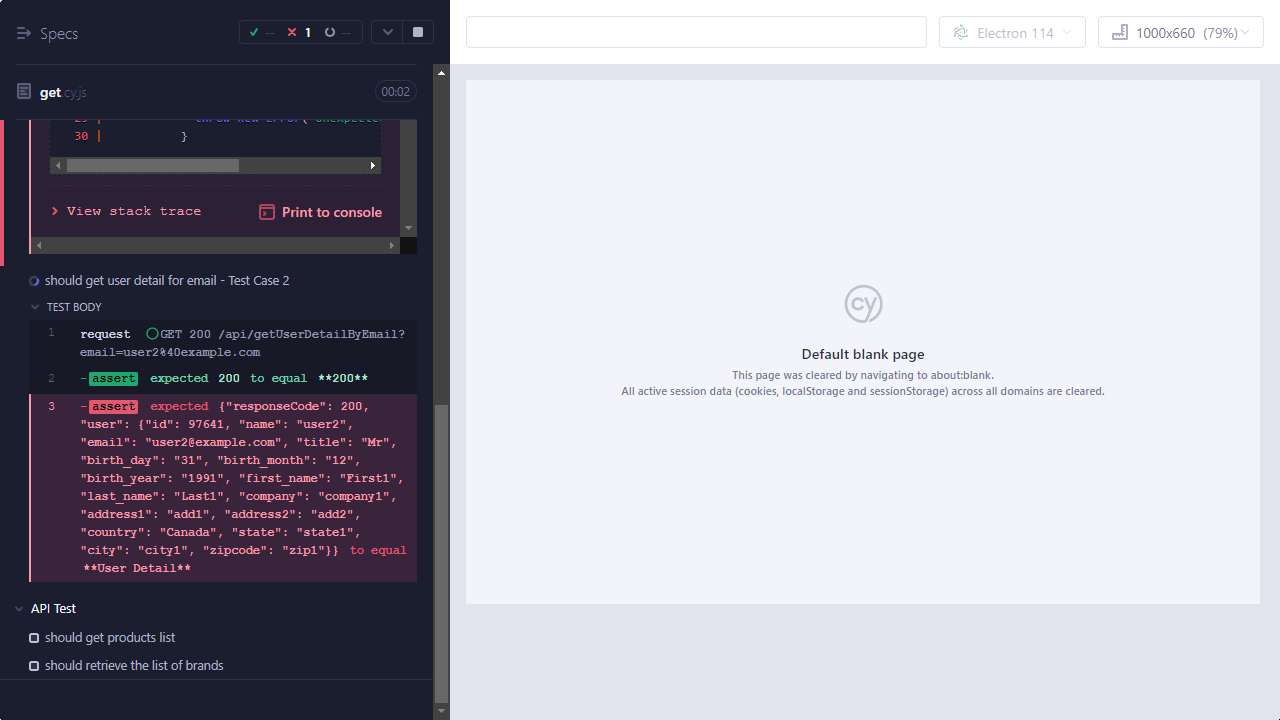 Specs
-- 1 --
Electron 114
1000x660 (79%)
get.cy.js
00:02
29 | throw new Error(`Unexpected
30 | }
View stack trace
Print to console
should get user detail for email - Test Case 2
TEST BODY
1 request GET 200 /api/getUserDetailByEmail?
email=user2%40example.com
2 -assert expected 200 to equal **200**
3 -assert expected {"responseCode": 200,
"user": {"id": 97641, "name": "user2",
"email": "user2@example.com", "title": "Mr",
"birth_day": "31", "birth_month": "12",
"birth_year": "1991", "first_name": "First1",
"last_name": "Last1", "company": "company1",
"address1": "add1", "address2": "add2",
"country": "Canada", "state": "state1",
"city": "city1", "zipcode": "zip1"}} to equal
**User Detail**
API Test
should get products list
should retrieve the list of brands
cy
Default blank page
This page was cleared by navigating to about:blank.
All active session data (cookies, localStorage and sessionStorage) across all domains are cleared.